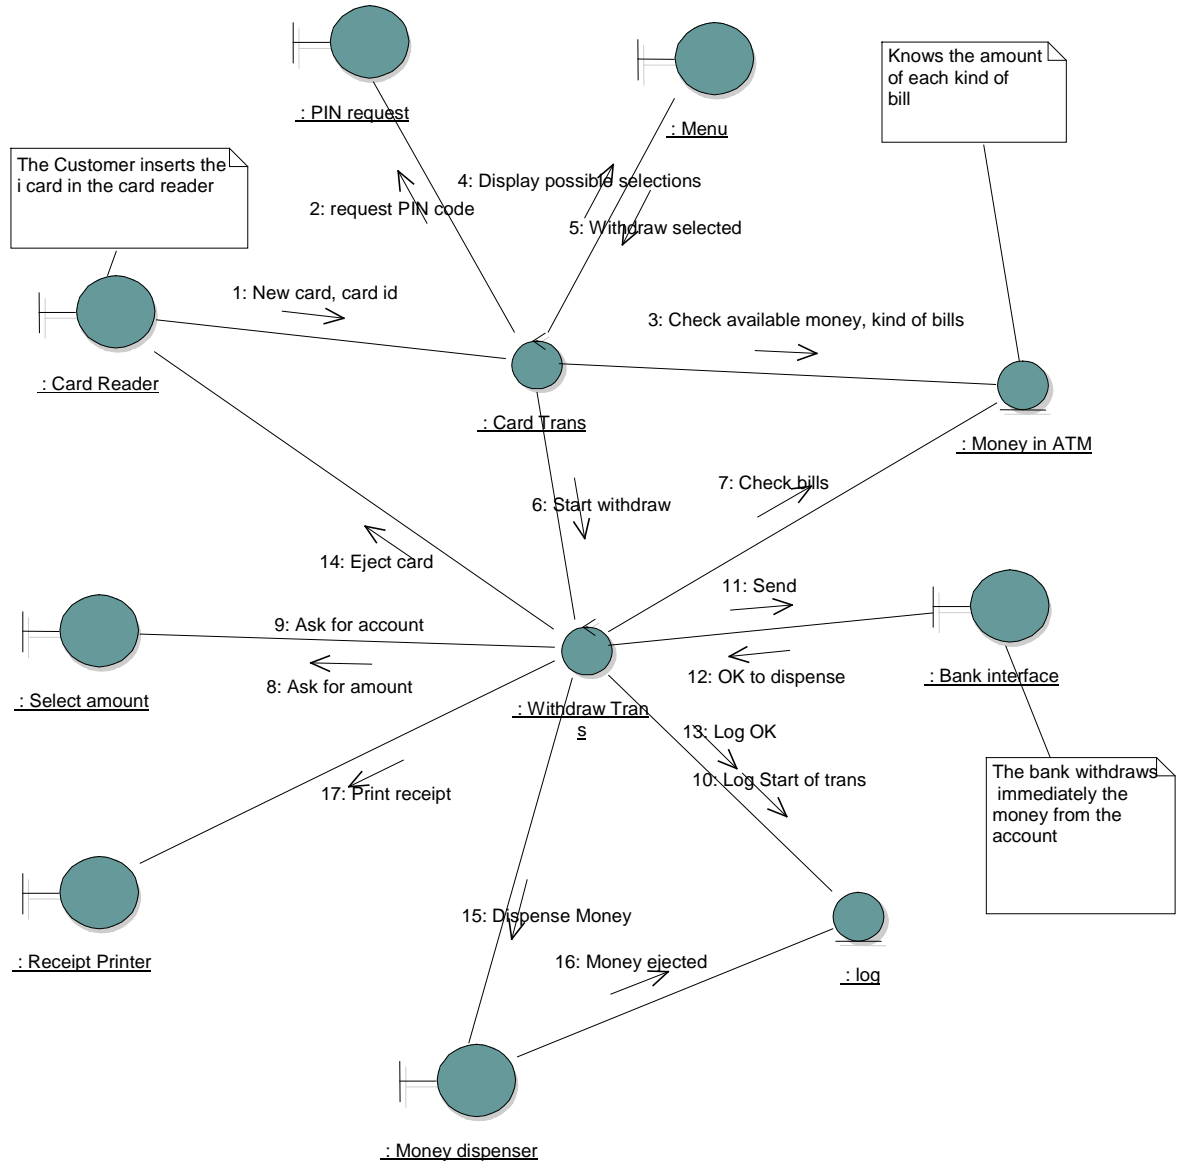 : PIN request
: Menu
Knows the amount
of each kind of
bill
The Customer inserts the
i card in the card reader
4: Display possible selections
2: request PIN code
5: Withdraw selected
1: New card, card id
3: Check available money, kind of bills
: Card Reader
: Card Trans
: Money in ATM
7: Check bills
6: Start withdraw
14: Eject card
11: Send
9: Ask for account
8: Ask for amount
12: OK to dispense
: Bank interface
: Select amount
: Withdraw Tran
s
13: Log OK
10: Log Start of trans
17: Print receipt
The bank withdraws
immediately the
money from the
account
15: Dispense Money
16: Money ejected
: Receipt Printer
: log
: Money dispenser